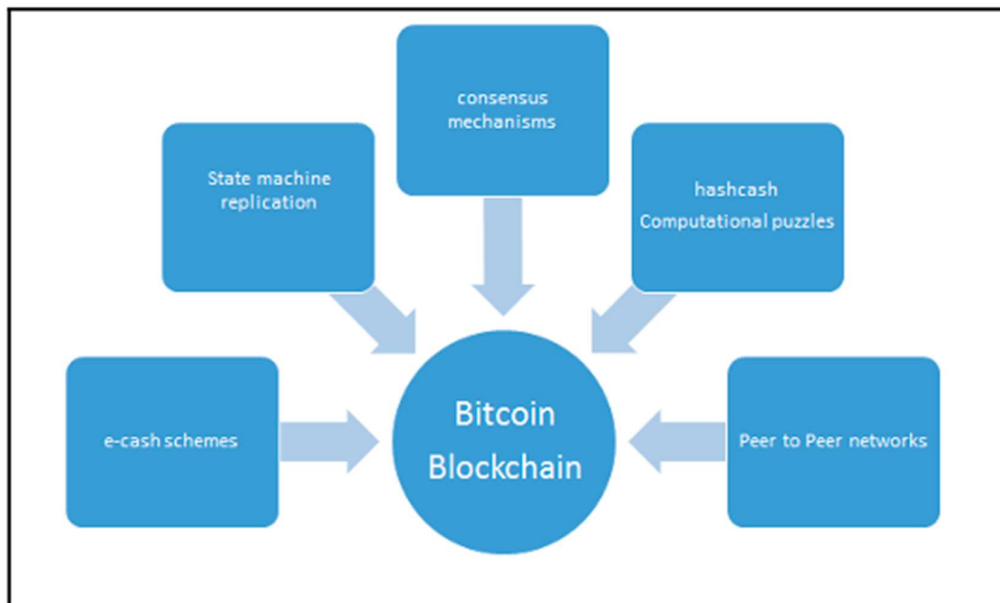 consensus
mechanisms
State machine
replication
hashcash
Computational puzzles
e-cash schemes
Bitcoin
Blockchain
Peer to Peer networks